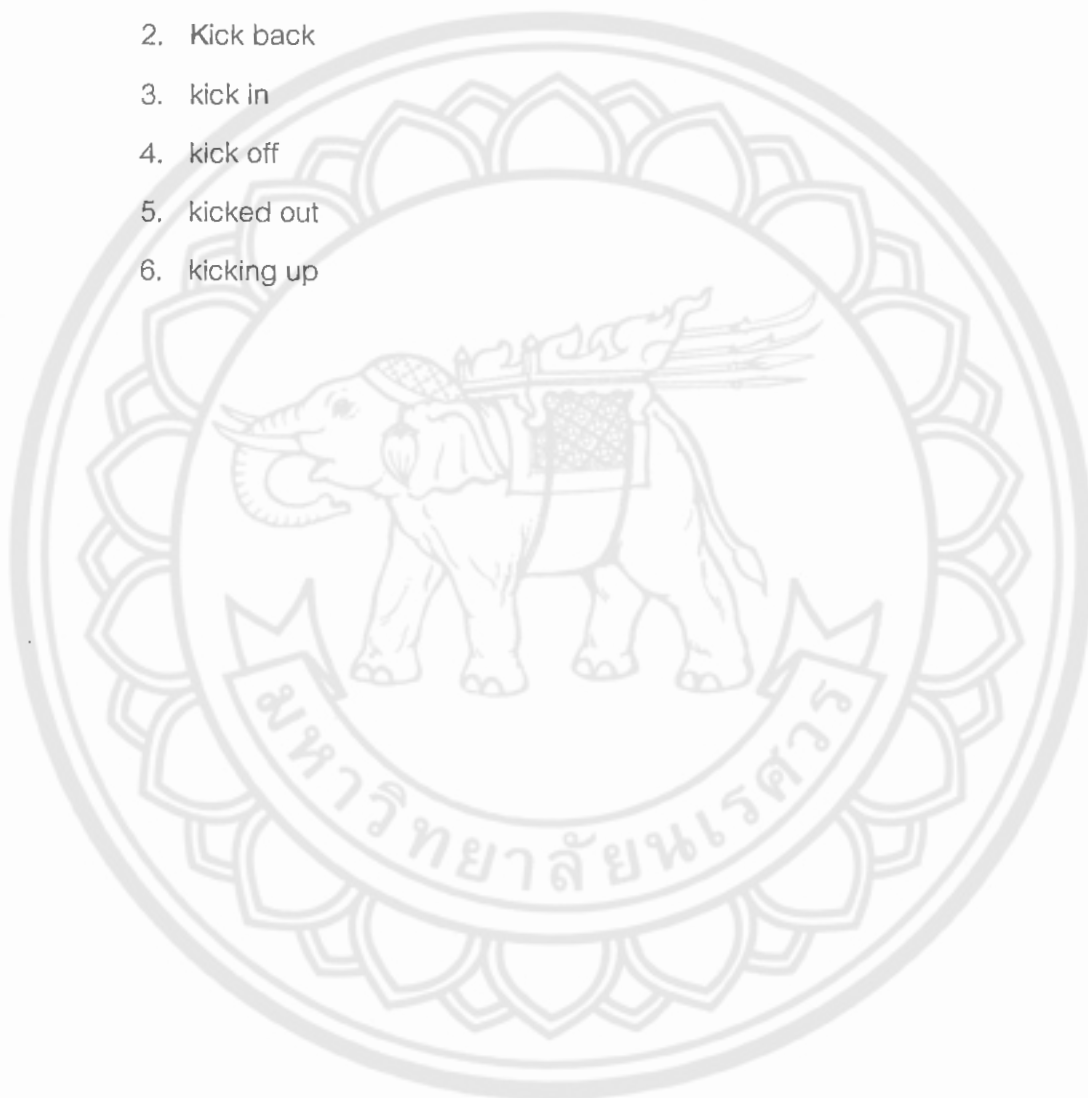 2. Kick back
3. kick in
4. kick off
5. kicked out
6. kicking up
มหาวิทยาลัยนเรศวร